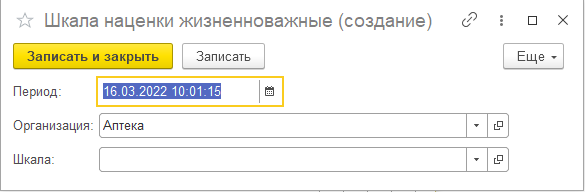 Шкала наценки жизненноважные (создание)
Записать и закрыть Записать Еще
Период: 16.03.2022 10:01:15
Организация: Аптека
Шкала: